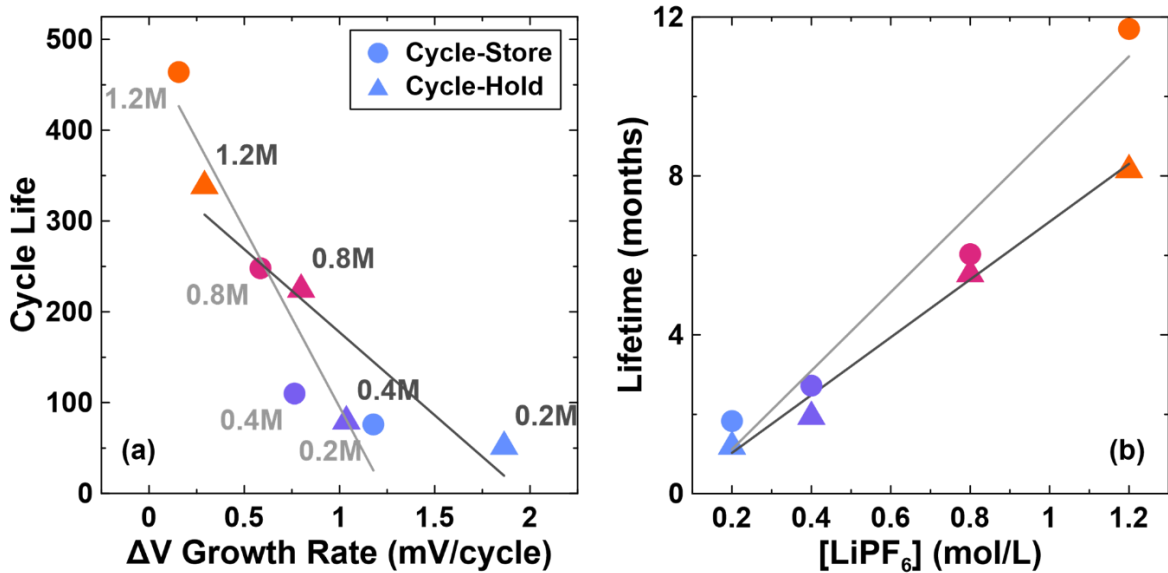 500
400
300
200
100
0
Cycle Life
Cycle-Store
Cycle-Hold
1.2M
1.2M
0.8M
0.8M
0.4M
0.4M
0.2M
0.2M
(a)
0 0.5 1 1.5 2
ΔV Growth Rate (mV/cycle)
12
8
4
0
Lifetime (months)
(b)
0.2 0.4 0.6 0.8 1 1.2
[LiPF₆] (mol/L)